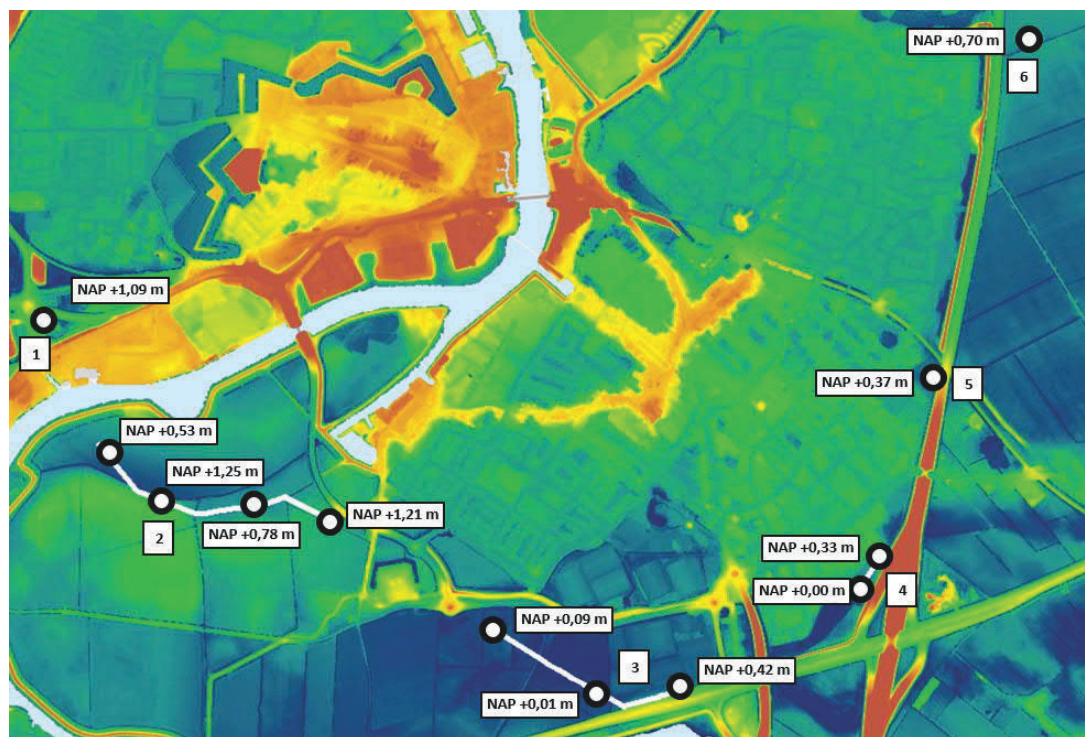 NAP +0,70 m
6
NAP +1,09 m
1
NAP +0,37 m
5
NAP +0,53 m
NAP +1,25 m
2
NAP +0,78 m
NAP +1,21 m
NAP +0,33 m
NAP +0,00 m
4
NAP +0,09 m
3
NAP +0,42 m
NAP +0,01 m